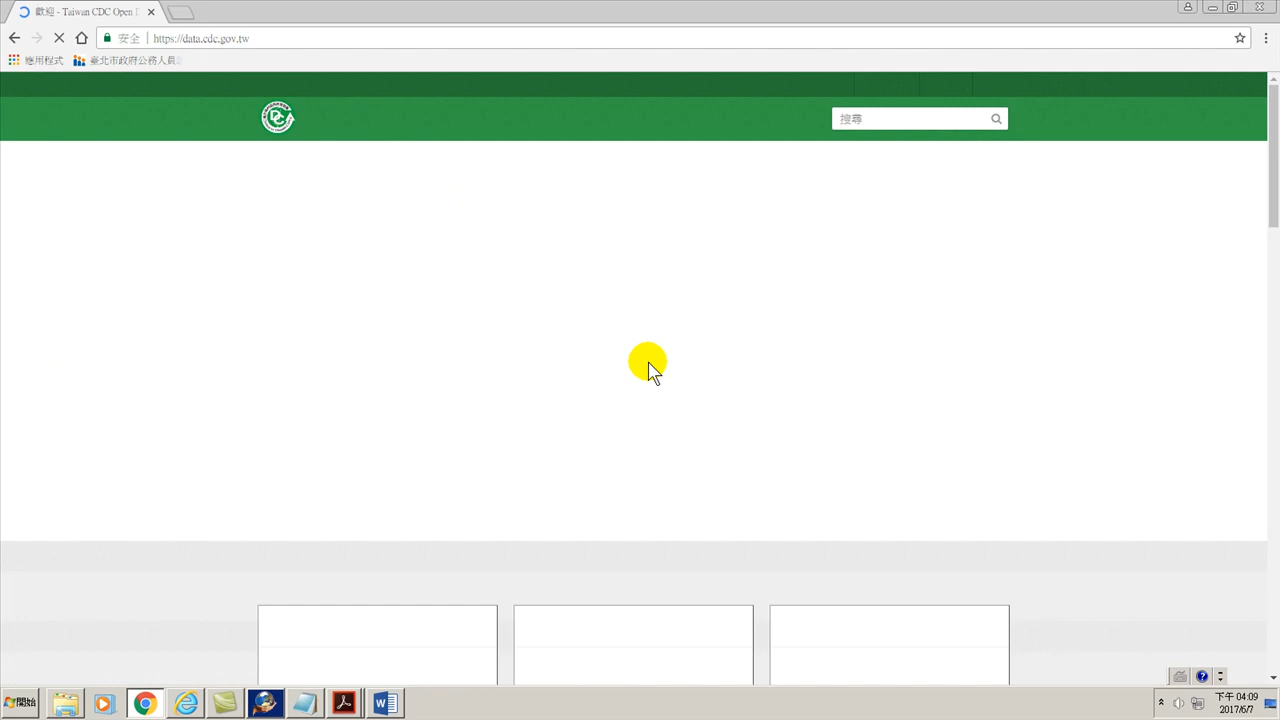 歡迎 - Taiwan CDC Open
安全 https://data.cdc.gov.tw
應用程式 臺北市政府公務人員
搜尋
開始
下午 04:09
2017/6/7